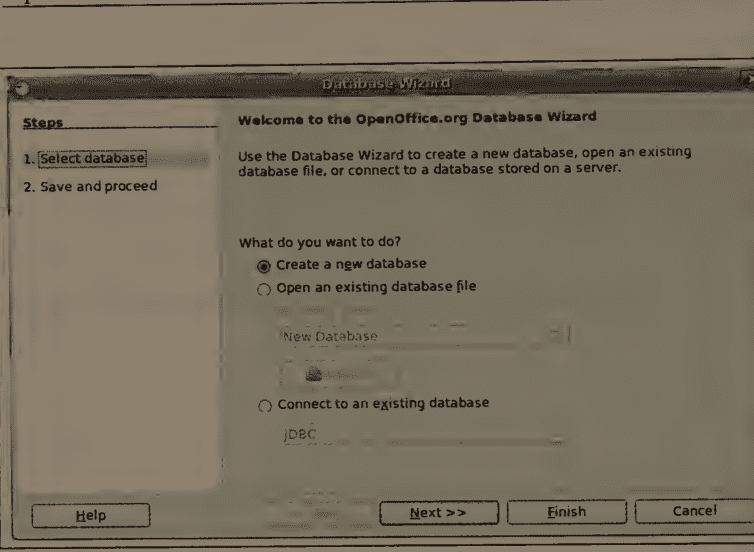 Database Wizard
Steps
1. Select database
2. Save and proceed
Welcome to the OpenOffice.org Database Wizard
Use the Database Wizard to create a new database, open an existing
database file, or connect to a database stored on a server.
What do you want to do?
Create a new database
Open an existing database file
New Database
Connect to an existing database
JDBC
Help
Next >>
Finish
Cancel